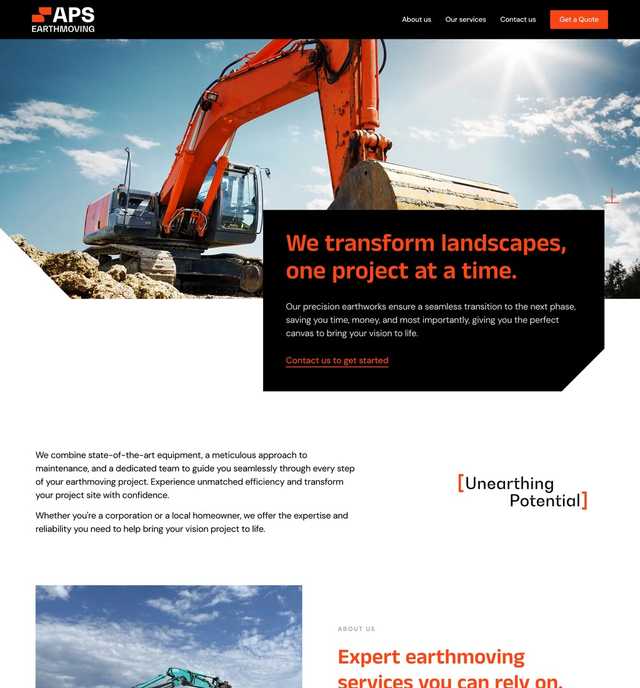 APS
EARTHMOVING
About us
Our services
Contact us
Get a Quote
We transform landscapes,
one project at a time.
Our precision earthworks ensure a seamless transition to the next phase,
saving you time, money, and most importantly, giving you the perfect
canvas to bring your vision to life.
Contact us to get started
We combine state-of-the-art equipment, a meticulous approach to
maintenance, and a dedicated team to guide you seamlessly through every step
of your earthmoving project. Experience unmatched efficiency and transform
your project site with confidence.
Whether you're a corporation or a local homeowner, we offer the expertise and
reliability you need to help bring your vision project to life.
[Unearthing
Potential]
ABOUT US
Expert earthmoving
services you can rely on.